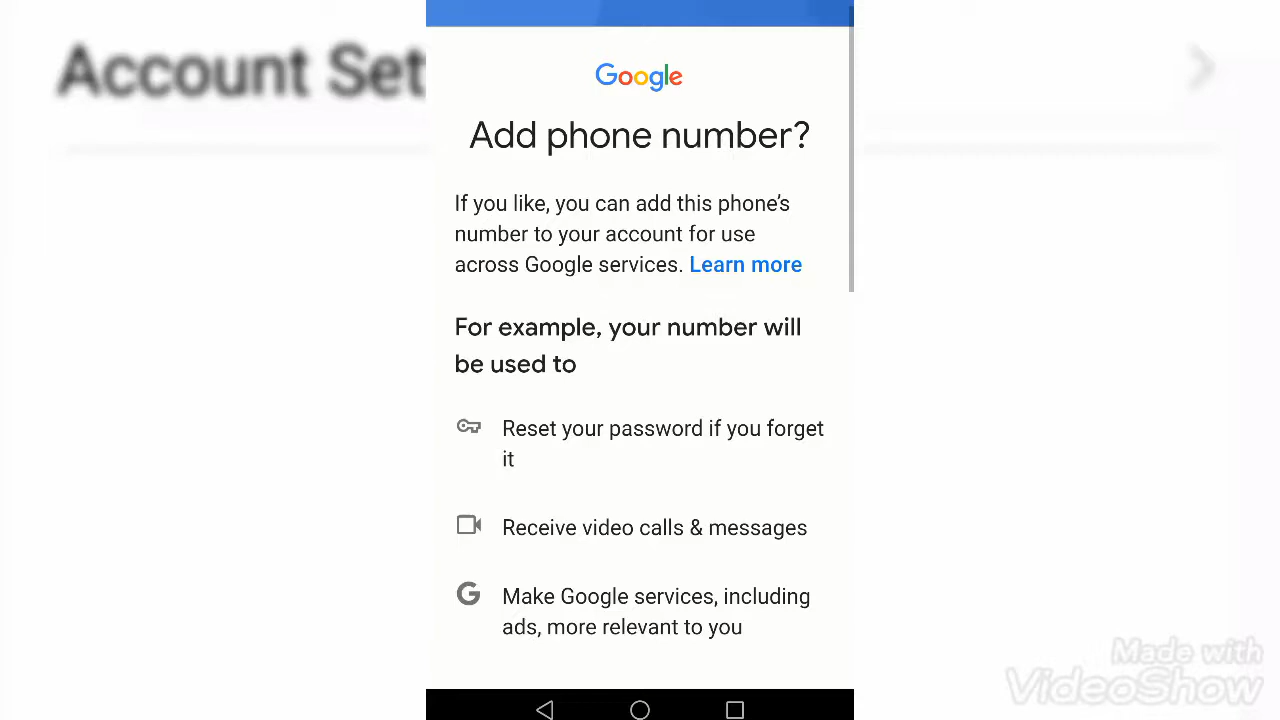 Account Set
Google
Add phone number?
If you like, you can add this phone's
number to your account for use
across Google services. Learn more
For example, your number will
be used to
Reset your password if you forget
it
Receive video calls & messages
Make Google services, including
ads, more relevant to you
Made with
VideoShow